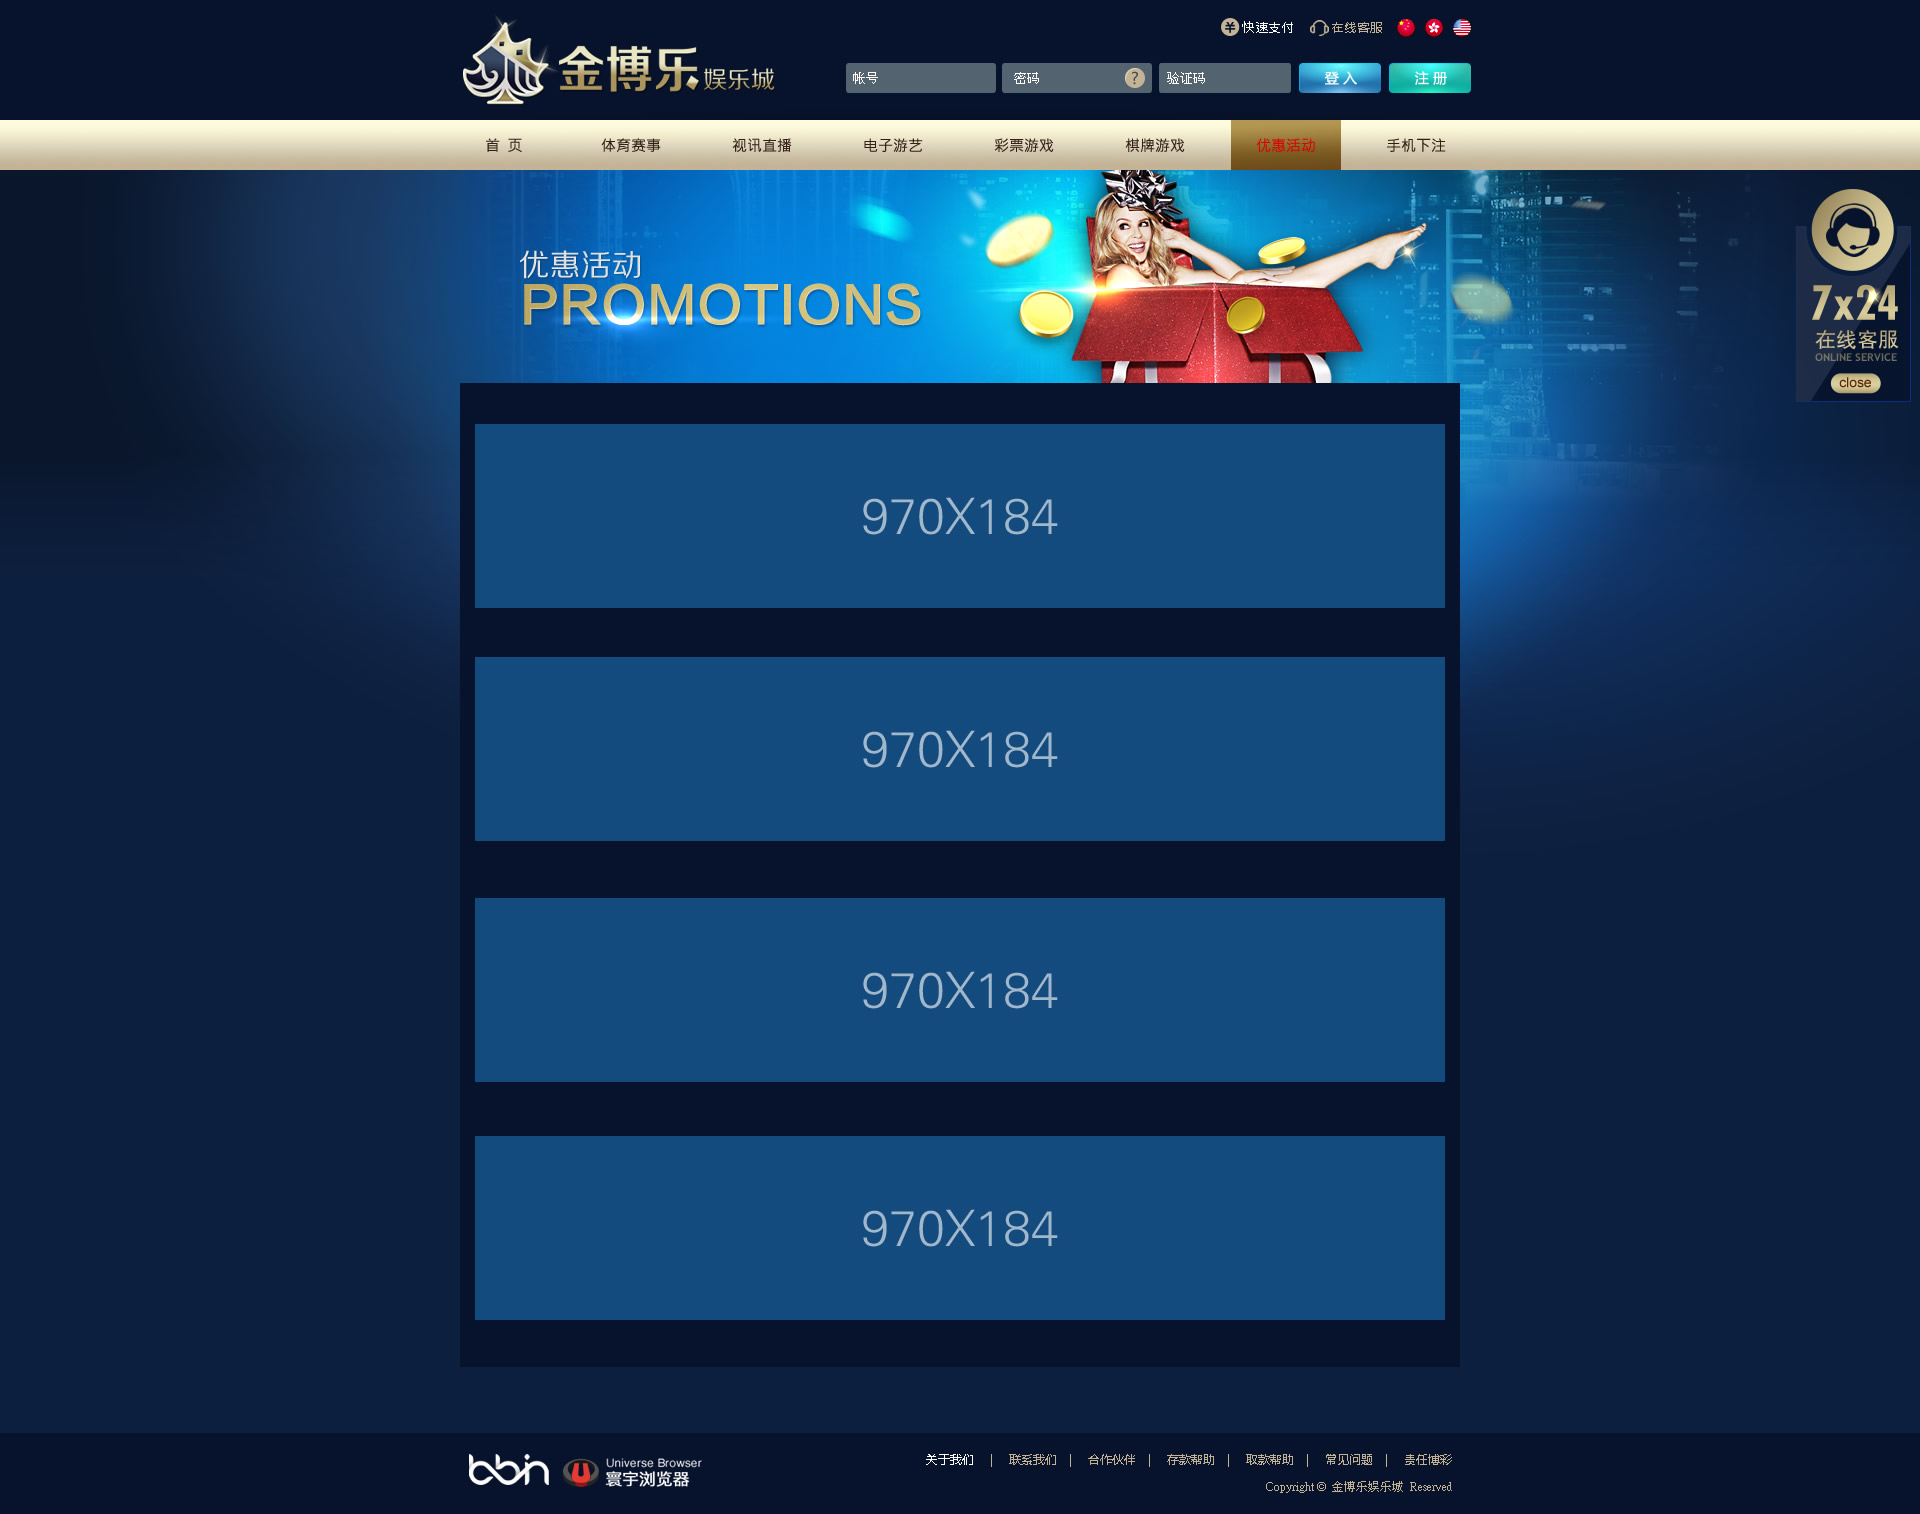 金博乐娱乐城
¥ 快速支付 在线客服
帐号 密码 ? 验证码 登入 注册
首 页 体育赛事 视讯直播 电子游艺 彩票游戏 棋牌游戏 优惠活动 手机下注
优惠活动
PROMOTIONS
7x24
在线客服
ONLINE SERVICE
close
970X184
970X184
970X184
970X184
bbin Universe Browser
寰宇浏览器
关于我们 | 联系我们 | 合作伙伴 | 存款帮助 | 取款帮助 | 常见问题 | 责任博彩
Copyright © 金博乐娱乐城 Reserved